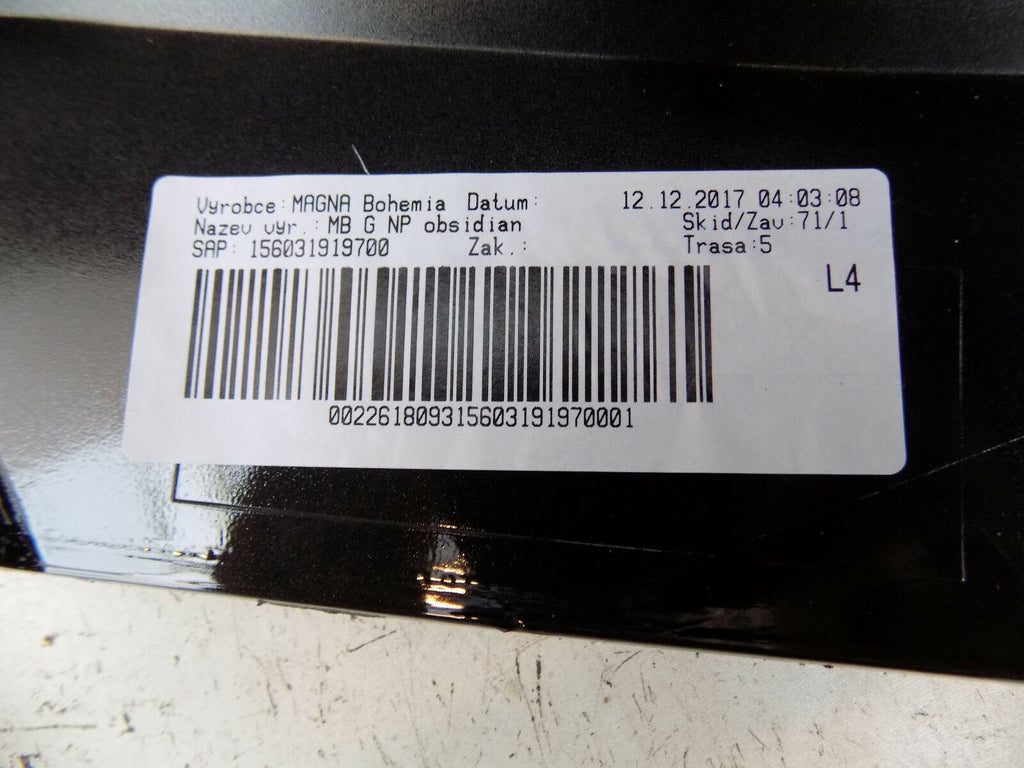 Vyrobce: MAGNA Bohemia Datum: 12.12.2017 04:03:08
Nazev vyr.: MB G NP obsidian Skid/Zav:71/1
SAP: 156031919700 Zak.: Trasa:5
L4
0022618093156031919700001